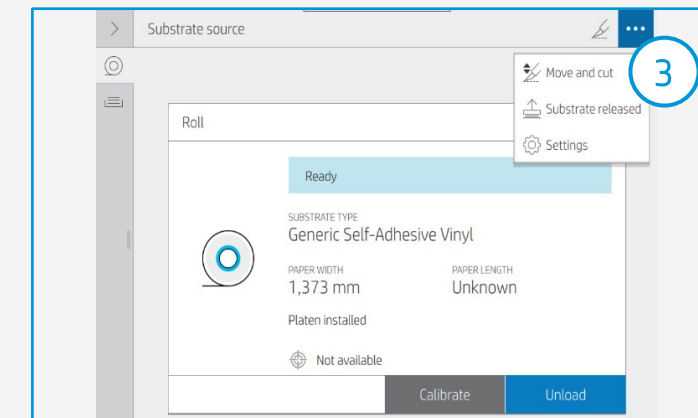 Substrate source
Move and cut
3
Substrate released
Settings
Roll
Ready
SUBSTRATE TYPE
Generic Self-Adhesive Vinyl
PAPER WIDTH PAPER LENGTH
1,373 mm Unknown
Platen installed
Not available
Calibrate Unload